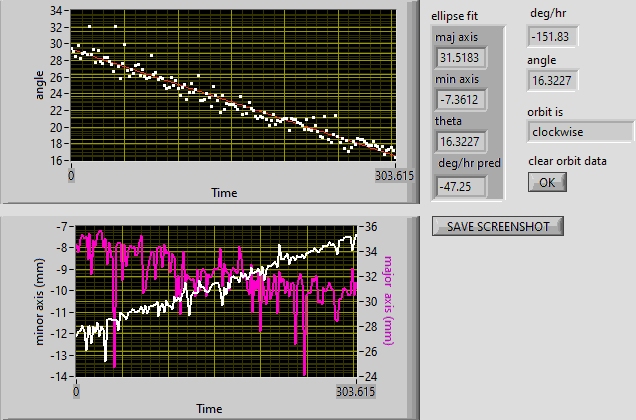 34
32
30
28
26
24
22
20
18
16
angle
0
303.615
Time
ellipse fit
maj axis
31.5183
min axis
-7.3612
theta
16.3227
deg/hr pred
-47.25
deg/hr
-151.83
angle
16.3227
orbit is
clockwise
clear orbit data
OK
SAVE SCREENSHOT
-7
-8
-9
-10
-11
-12
-13
-14
minor axis (mm)
36
34
32
30
28
26
24
major axis (mm)
0
303.615
Time